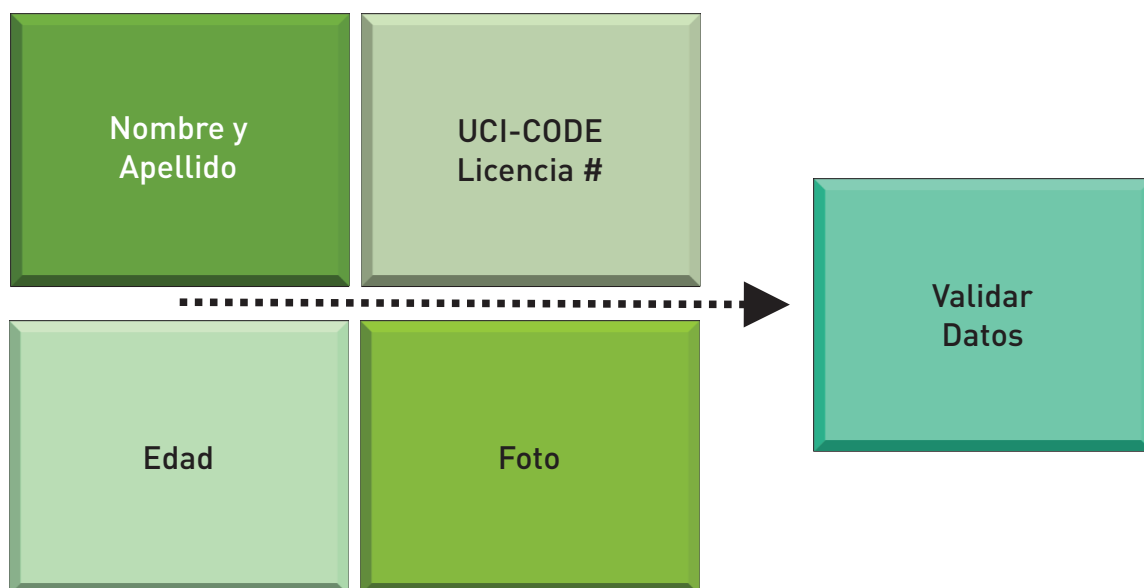 Nombre y
Apellido
UCI-CODE
Licencia #
Validar
Datos
Edad
Foto